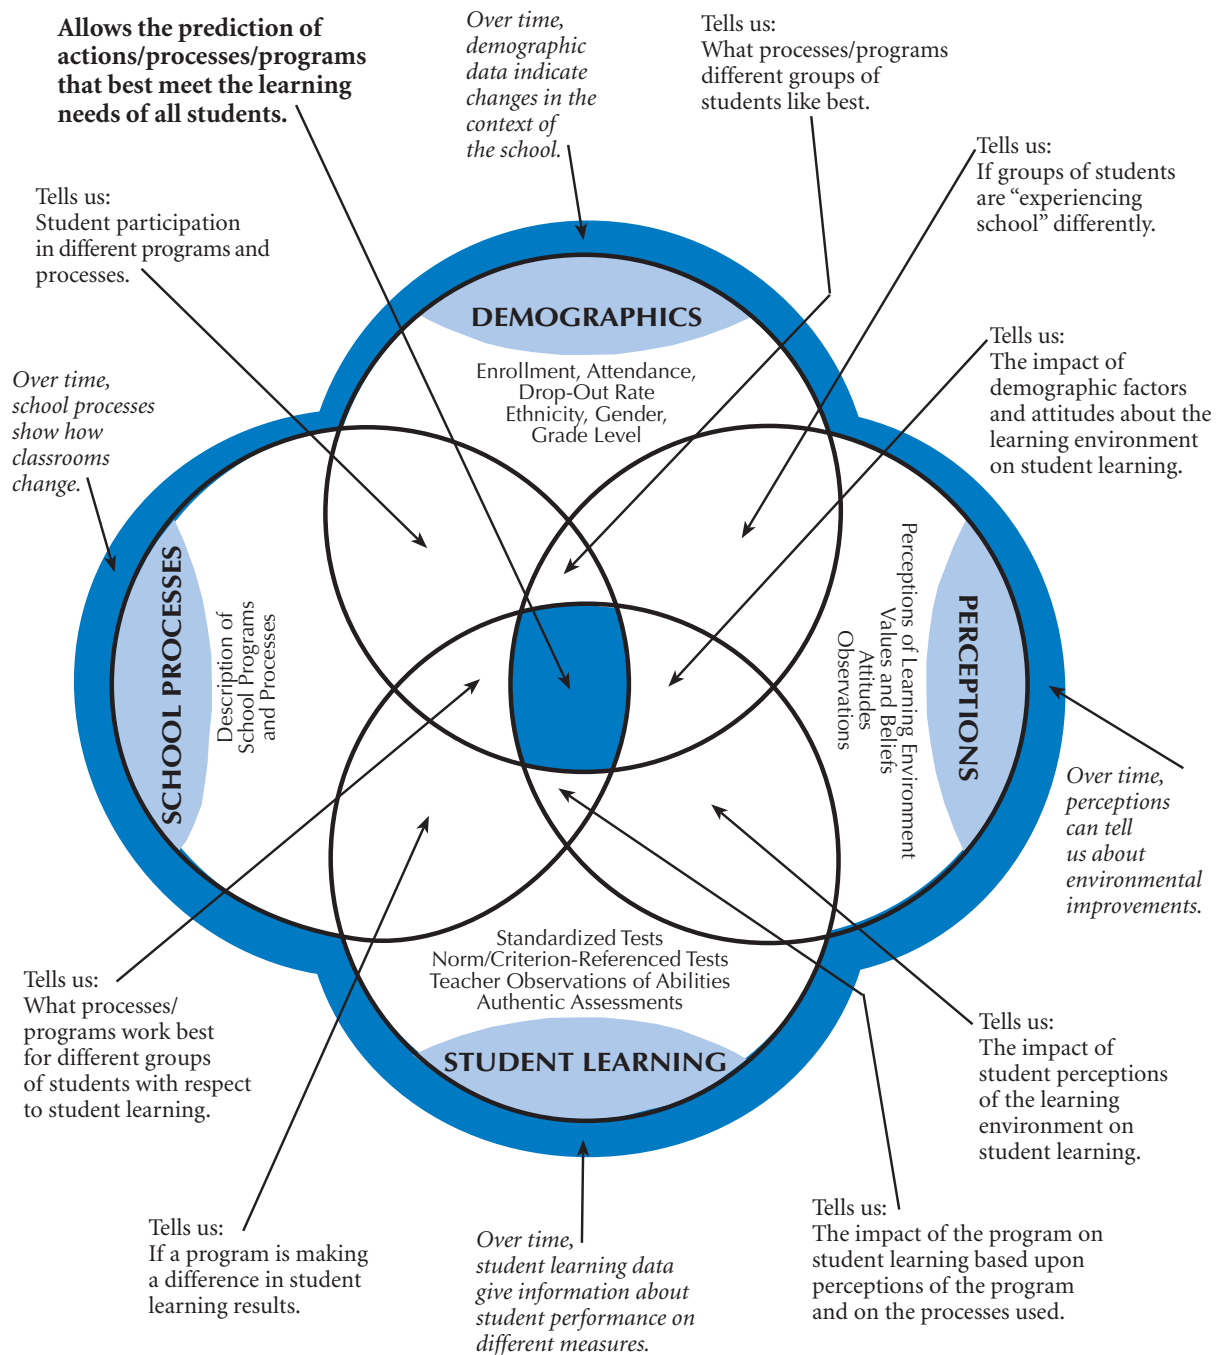 Allows the prediction of
actions/processes/programs
that best meet the learning
needs of all students.
Over time,
demographic
data indicate
changes in the
context of
the school.
Tells us:
What processes/programs
different groups of
students like best.
Tells us:
If groups of students
are “experiencing
school” differently.
Tells us:
Student participation
in different programs and
processes.
Tells us:
The impact of
demographic factors
and attitudes about the
learning environment
on student learning.
Over time,
school processes
show how
classrooms
change.
DEMOGRAPHICS
Enrollment, Attendance,
Drop-Out Rate
Ethnicity, Gender,
Grade Level
SCHOOL PROCESSES
Description of
School Programs
and Processes
PERCEPTIONS
Perceptions of Learning Environment
Values and Beliefs
Attitudes
Observations
Over time,
perceptions
can tell
us about
environmental
improvements.
Standardized Tests
Norm/Criterion-Referenced Tests
Teacher Observations of Abilities
Authentic Assessments
STUDENT LEARNING
Tells us:
What processes/
programs work best
for different groups
of students with respect
to student learning.
Tells us:
The impact of
student perceptions
of the learning
environment on
student learning.
Tells us:
If a program is making
a difference in student
learning results.
Over time,
student learning data
give information about
student performance on
different measures.
Tells us:
The impact of the program on
student learning based upon
perceptions of the program
and on the processes used.